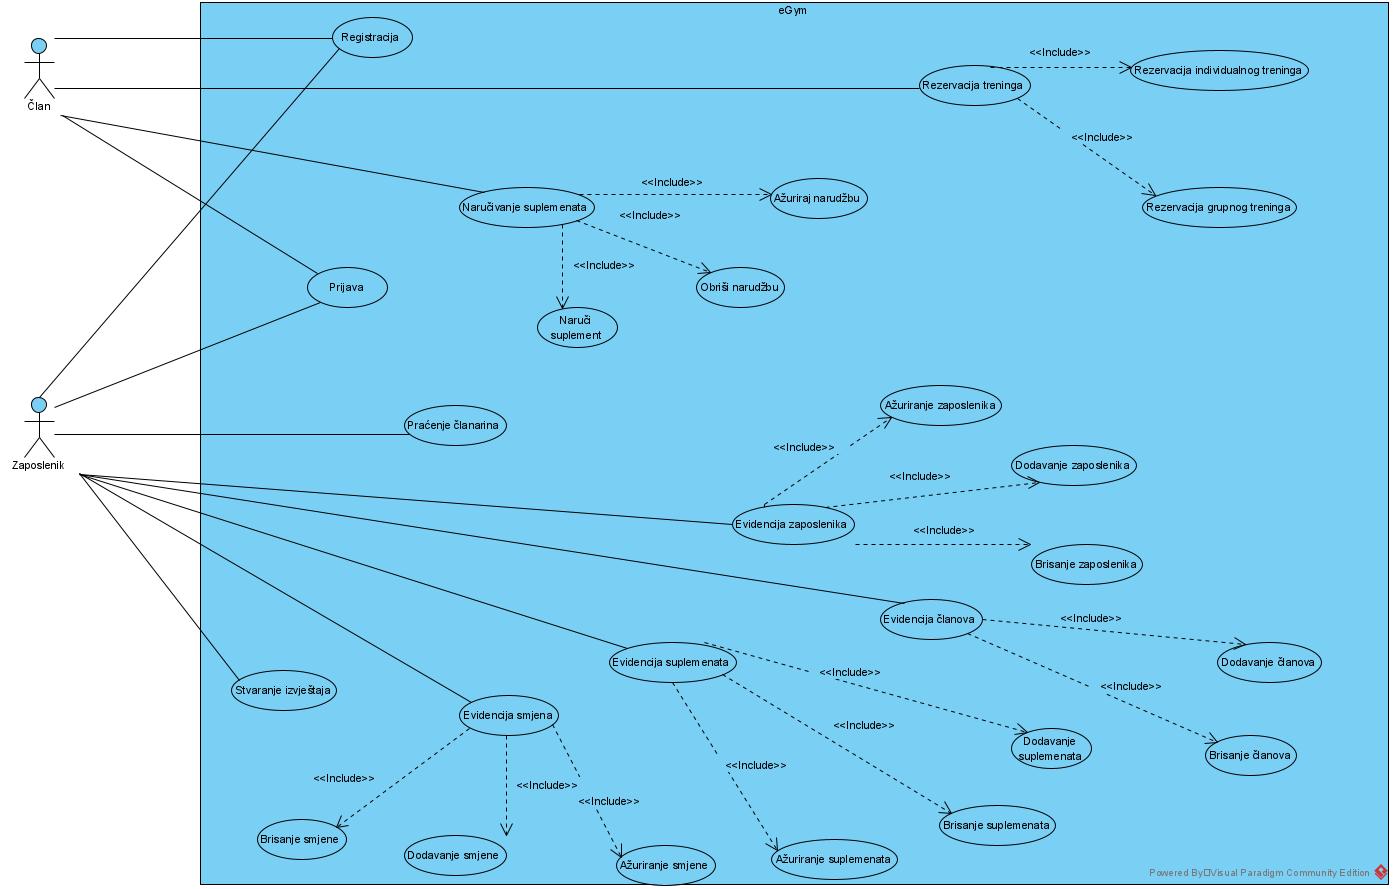 eGym
Registracija
Član
<<Include>>
Rezervacija individualnog treninga
Rezervacija treninga
<<Include>>
Rezervacija grupnog treninga
<<Include>>
Ažuriraj narudžbu
Naručivanje suplemenata
<<Include>>
<<Include>>
Obriši narudžbu
Prijava
Naruči
suplement
Ažuriranje zaposlenika
Praćenje članarina
<<Include>>
Zaposlenik
Dodavanje zaposlenika
<<Include>>
Evidencija zaposlenika
<<Include>>
Brisanje zaposlenika
Evidencija članova
<<Include>>
Dodavanje članova
Evidencija suplemenata
<<Include>>
<<Include>>
Stvaranje izvještaja
Evidencija smjena
<<Include>>
Dodavanje
suplemenata
Brisanje članova
<<Include>>
<<Include>>
<<Include>>
<<Include>>
Brisanje suplemenata
Brisanje smjene
Dodavanje smjene
Ažuriranje smjene
Ažuriranje suplemenata
Powered By Visual Paradigm Community Edition